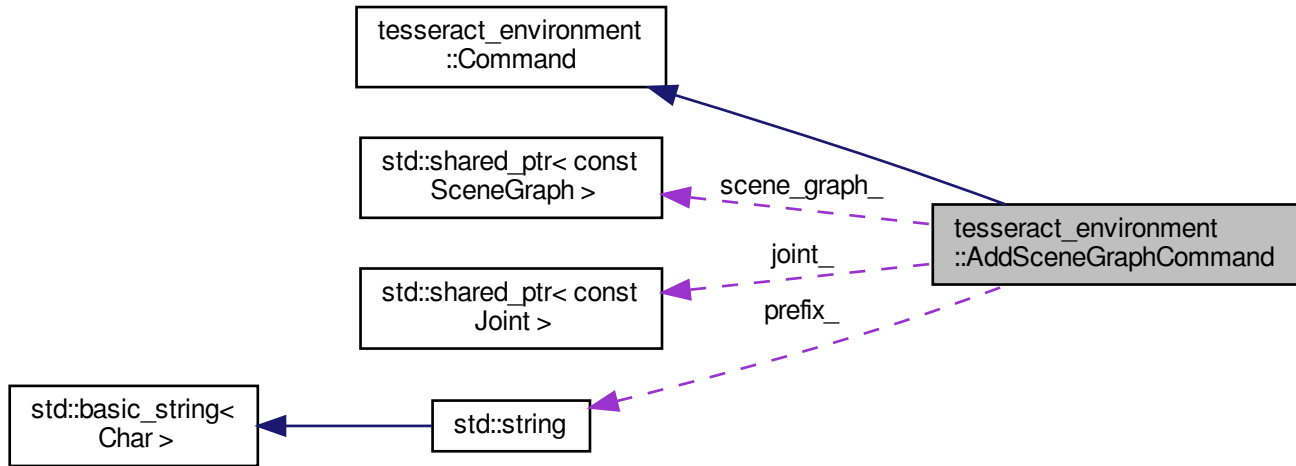 tesseract_environment
::Command
std::shared_ptr< const
SceneGraph >
scene_graph_
tesseract_environment
::AddSceneGraphCommand
joint_
std::shared_ptr< const
Joint >
prefix_
std::basic_string<
Char >
std::string